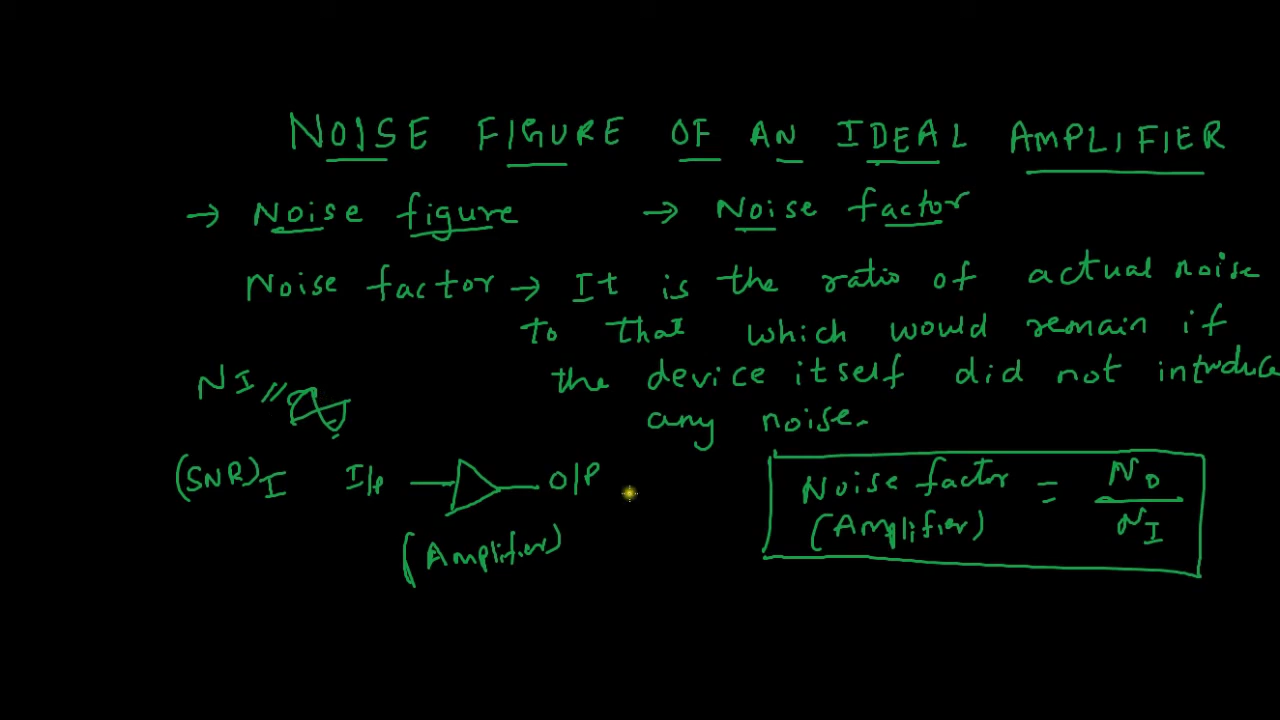 NOISE FIGURE OF AN IDEAL AMPLIFIER
→ Noise figure → Noise factor
Noise factor → It is the ratio of actual noise
to that which would remain if
the device itself did not introduce
any noise.
NI
(SNR)I I/p O/P
(Amplifier)
Noise factor = NO/NI
(Amplifier)